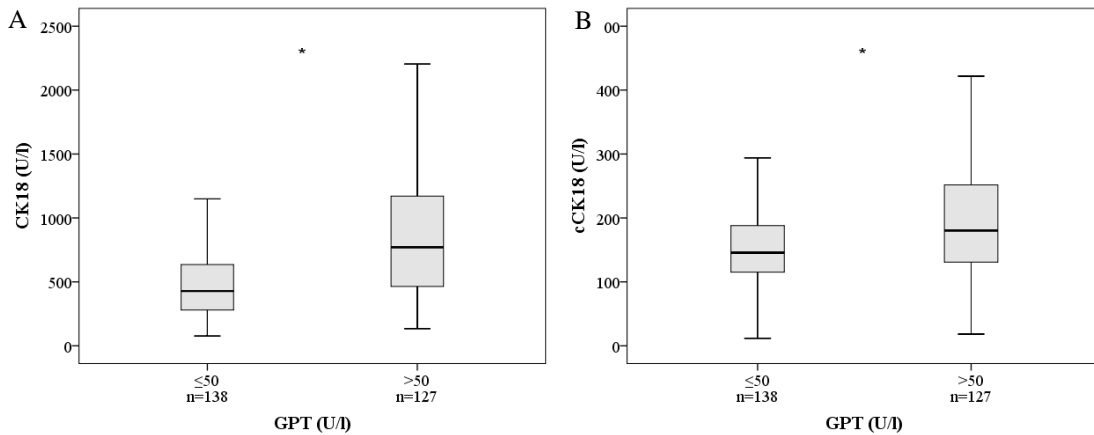 A
CK18 (U/l)
2500
2000
1500
1000
500
0
*
≤50
n=138
>50
n=127
GPT (U/l)
B
cCK18 (U/l)
00
400
300
200
100
0
*
≤50
n=138
>50
n=127
GPT (U/l)